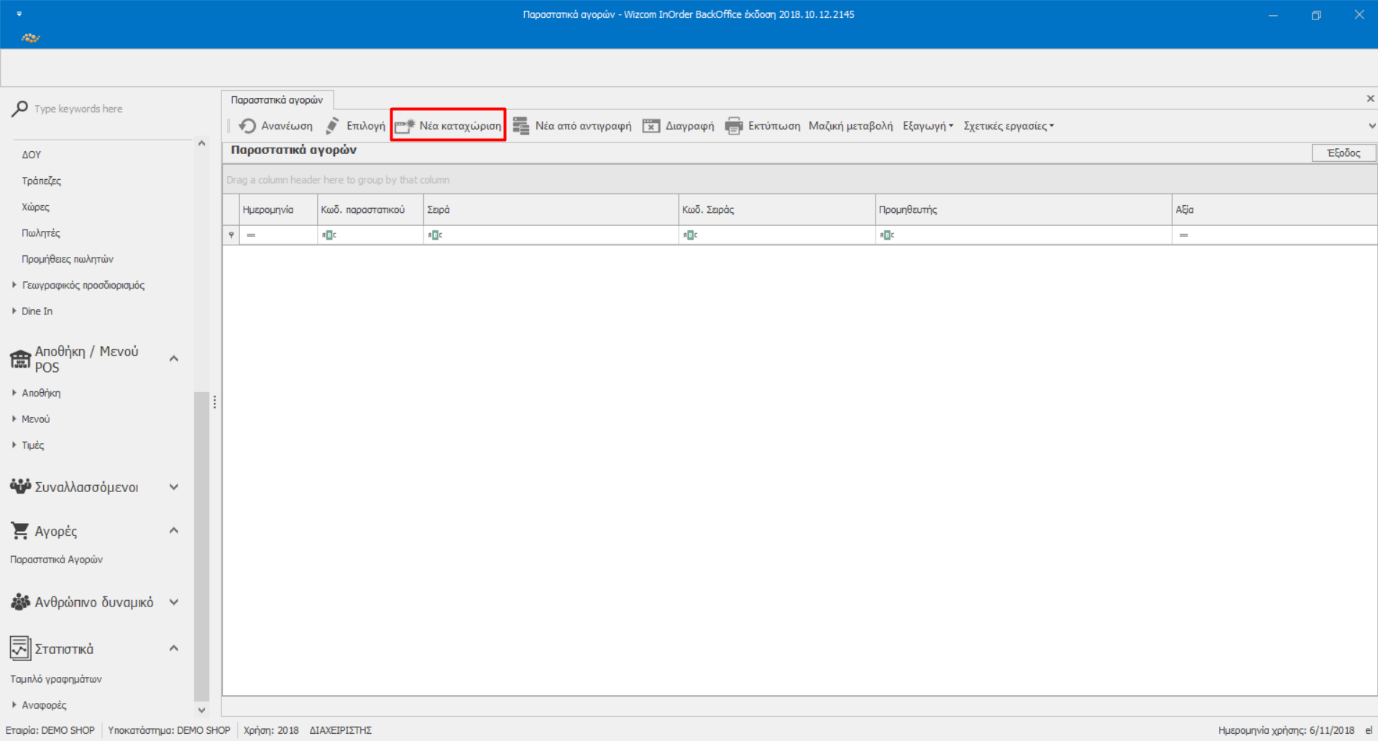 Παραστατικά αγορών - Wizcom InOrder BackOffice έκδοση 2018.10.12.2145
Type keywords here
ΔΟΥ
Τράπεζες
Χώρες
Πωλητές
Προμήθειες πωλητών
Γεωγραφικός προσδιορισμός
Dine In
Αποθήκη / Μενού
POS
Αποθήκη
Μενού
Τιμές
Συναλλασσόμενοι
Αγορές
Παραστατικά Αγορών
Ανθρώπινο δυναμικό
Στατιστικά
Ταμπλό γραφημάτων
Αναφορές
Παραστατικά αγορών
Ανανέωση Επιλογή Νέα καταχώριση Νέα από αντιγραφή Διαγραφή Εκτύπωση Μαζική μεταβολή Εξαγωγή Σχετικές εργασίες
Παραστατικά αγορών Έξοδος
Drag a column header here to group by that column
Ημερομηνία Κωδ. παραστατικού Σειρά Κωδ. Σειράς Προμηθευτής Αξία
Εταιρία: DEMO SHOP Υποκατάστημα: DEMO SHOP Χρήση: 2018 ΔΙΑΧΕΙΡΙΣΤΗΣ Ημερομηνία χρήσης: 6/11/2018 el